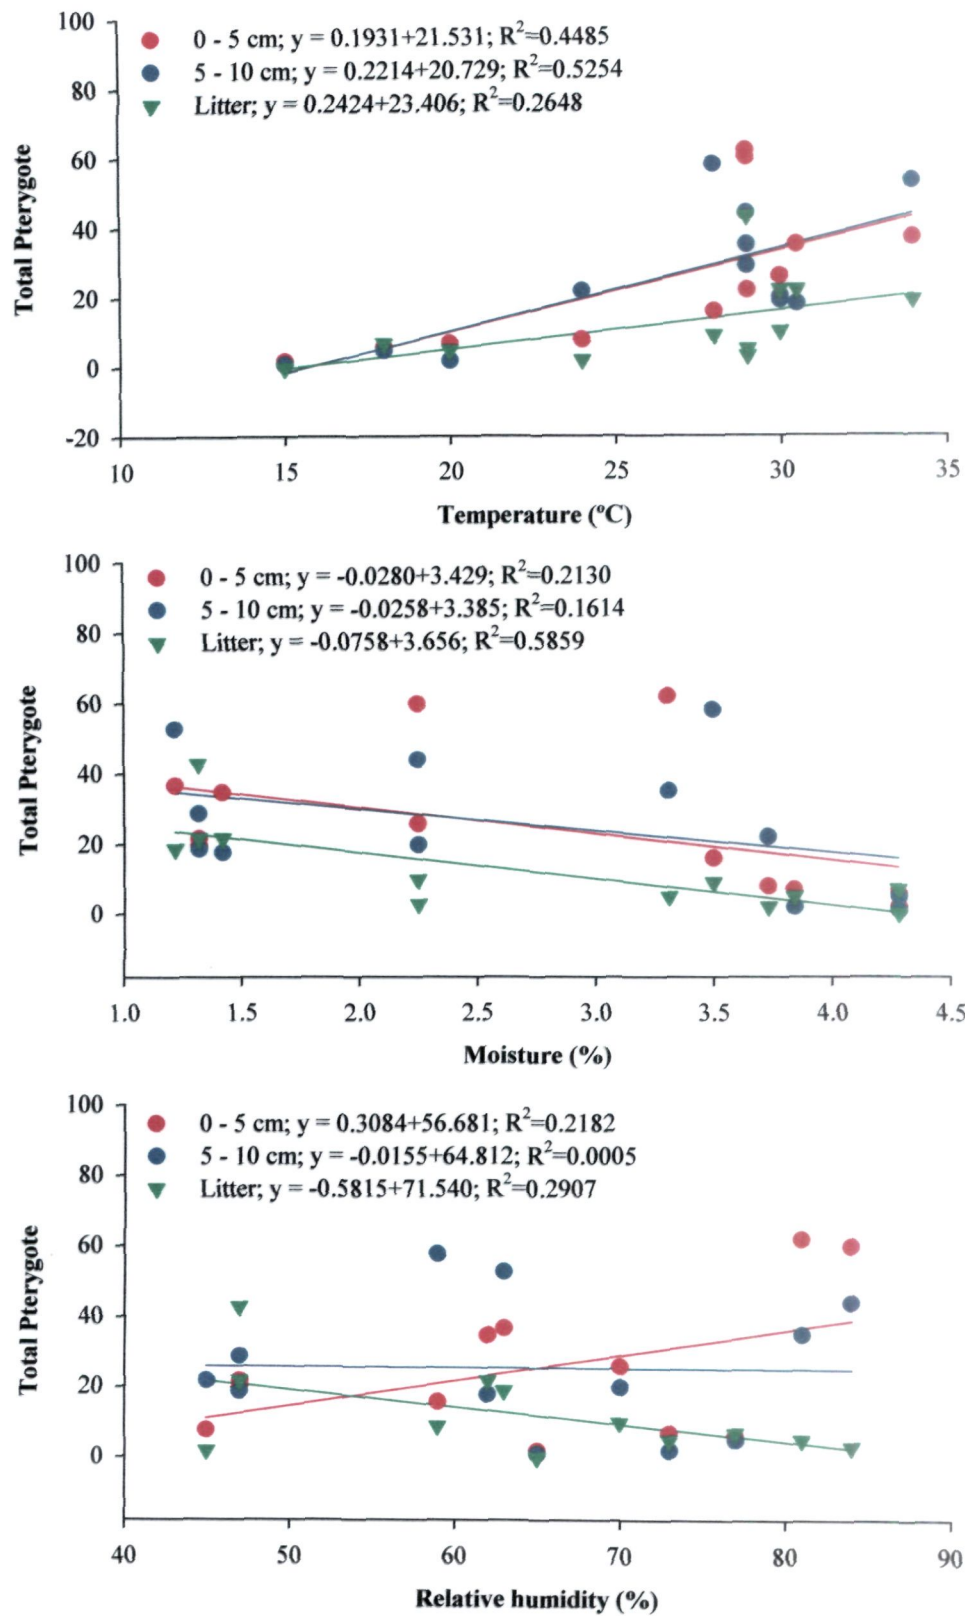 100
80
60
40
20
0
-20
Total Pterygote
0 - 5 cm; y = 0.1931+21.531; R²=0.4485
5 - 10 cm; y = 0.2214+20.729; R²=0.5254
Litter; y = 0.2424+23.406; R²=0.2648
10 15 20 25 30 35
Temperature (ºC)
100
80
60
40
20
0
Total Pterygote
0 - 5 cm; y = -0.0280+3.429; R²=0.2130
5 - 10 cm; y = -0.0258+3.385; R²=0.1614
Litter; y = -0.0758+3.656; R²=0.5859
1.0 1.5 2.0 2.5 3.0 3.5 4.0 4.5
Moisture (%)
100
80
60
40
20
0
Total Pterygote
0 - 5 cm; y = 0.3084+56.681; R²=0.2182
5 - 10 cm; y = -0.0155+64.812; R²=0.0005
Litter; y = -0.5815+71.540; R²=0.2907
40 50 60 70 80 90
Relative humidity (%)